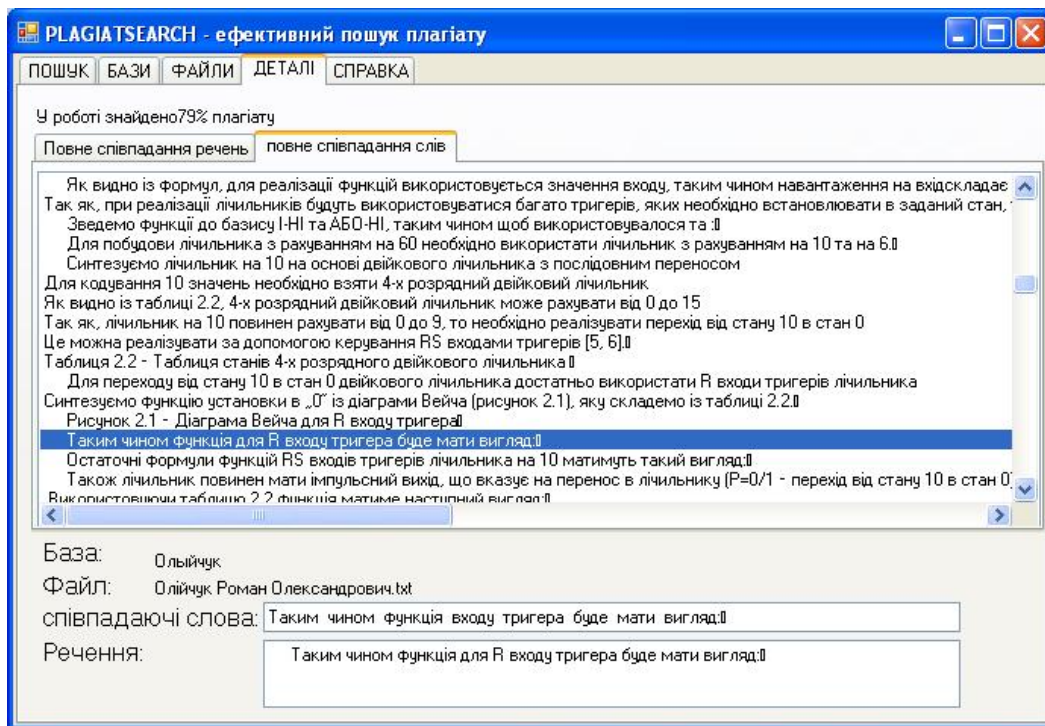 PLAGIATSEARCH - ефективний пошук плагіату
ПОШУК БАЗИ ФАЙЛИ ДЕТАЛІ СПРАВКА
У роботі знайдено79% плагіату
Повне співпадання речень повне співпадання слів
Як видно із формул, для реалізації функцій використовується значення входу, таким чином навантаження на вхідскладає
Так як, при реалізації лічильників будуть використовуватися багато тригерів, яких необхідно встановлювати в заданий стан,
Зведемо функції до базису І-НІ та АБО-НІ, таким чином щоб використовувалося та :▯
Для побудови лічильника з рахуванням на 60 необхідно використати лічильник з рахуванням на 10 та на 6.▯
Синтезуємо лічильник на 10 на основі двійкового лічильника з послідовним переносом
Для кодування 10 значень необхідно взяти 4-х розрядний двійковий лічильник
Як видно із таблиці 2.2, 4-х розрядний двійковий лічильник може рахувати від 0 до 15
Так як, лічильник на 10 повинен рахувати від 0 до 9, то необхідно реалізувати перехід від стану 10 в стан 0
Це можна реалізувати за допомогою керування RS входами тригерів [5, 6].▯
Таблиця 2.2 - Таблиця станів 4-х розрядного двійкового лічильника▯
Для переходу від стану 10 в стан 0 двійкового лічильника достатньо використати R входи тригерів лічильника
Синтезуємо функцію установки в „0" із діаграми Вейча (рисунок 2.1), яку складемо із таблиці 2.2.▯
Рисунок 2.1 - Діаграма Вейча для R входу тригера▯
Таким чином функція для R входу тригера буде мати вигляд:▯
Остаточні формули функцій RS входів тригерів лічильника на 10 матимуть такий вигляд:▯
Також лічильник повинен мати імпульсний вихід, що вказує на перенос в лічильнику (P=0/1 - перехід від стану 10 в стан 0)
Використовуючи таблицю 2.2 функція матиме наступний вигляд:▯
База: Олыйчук
Файл: Олійчук Роман Олександрович.txt
співпадаючі слова: Таким чином функція входу тригера буде мати вигляд:▯
Речення: Таким чином функція для R входу тригера буде мати вигляд:▯